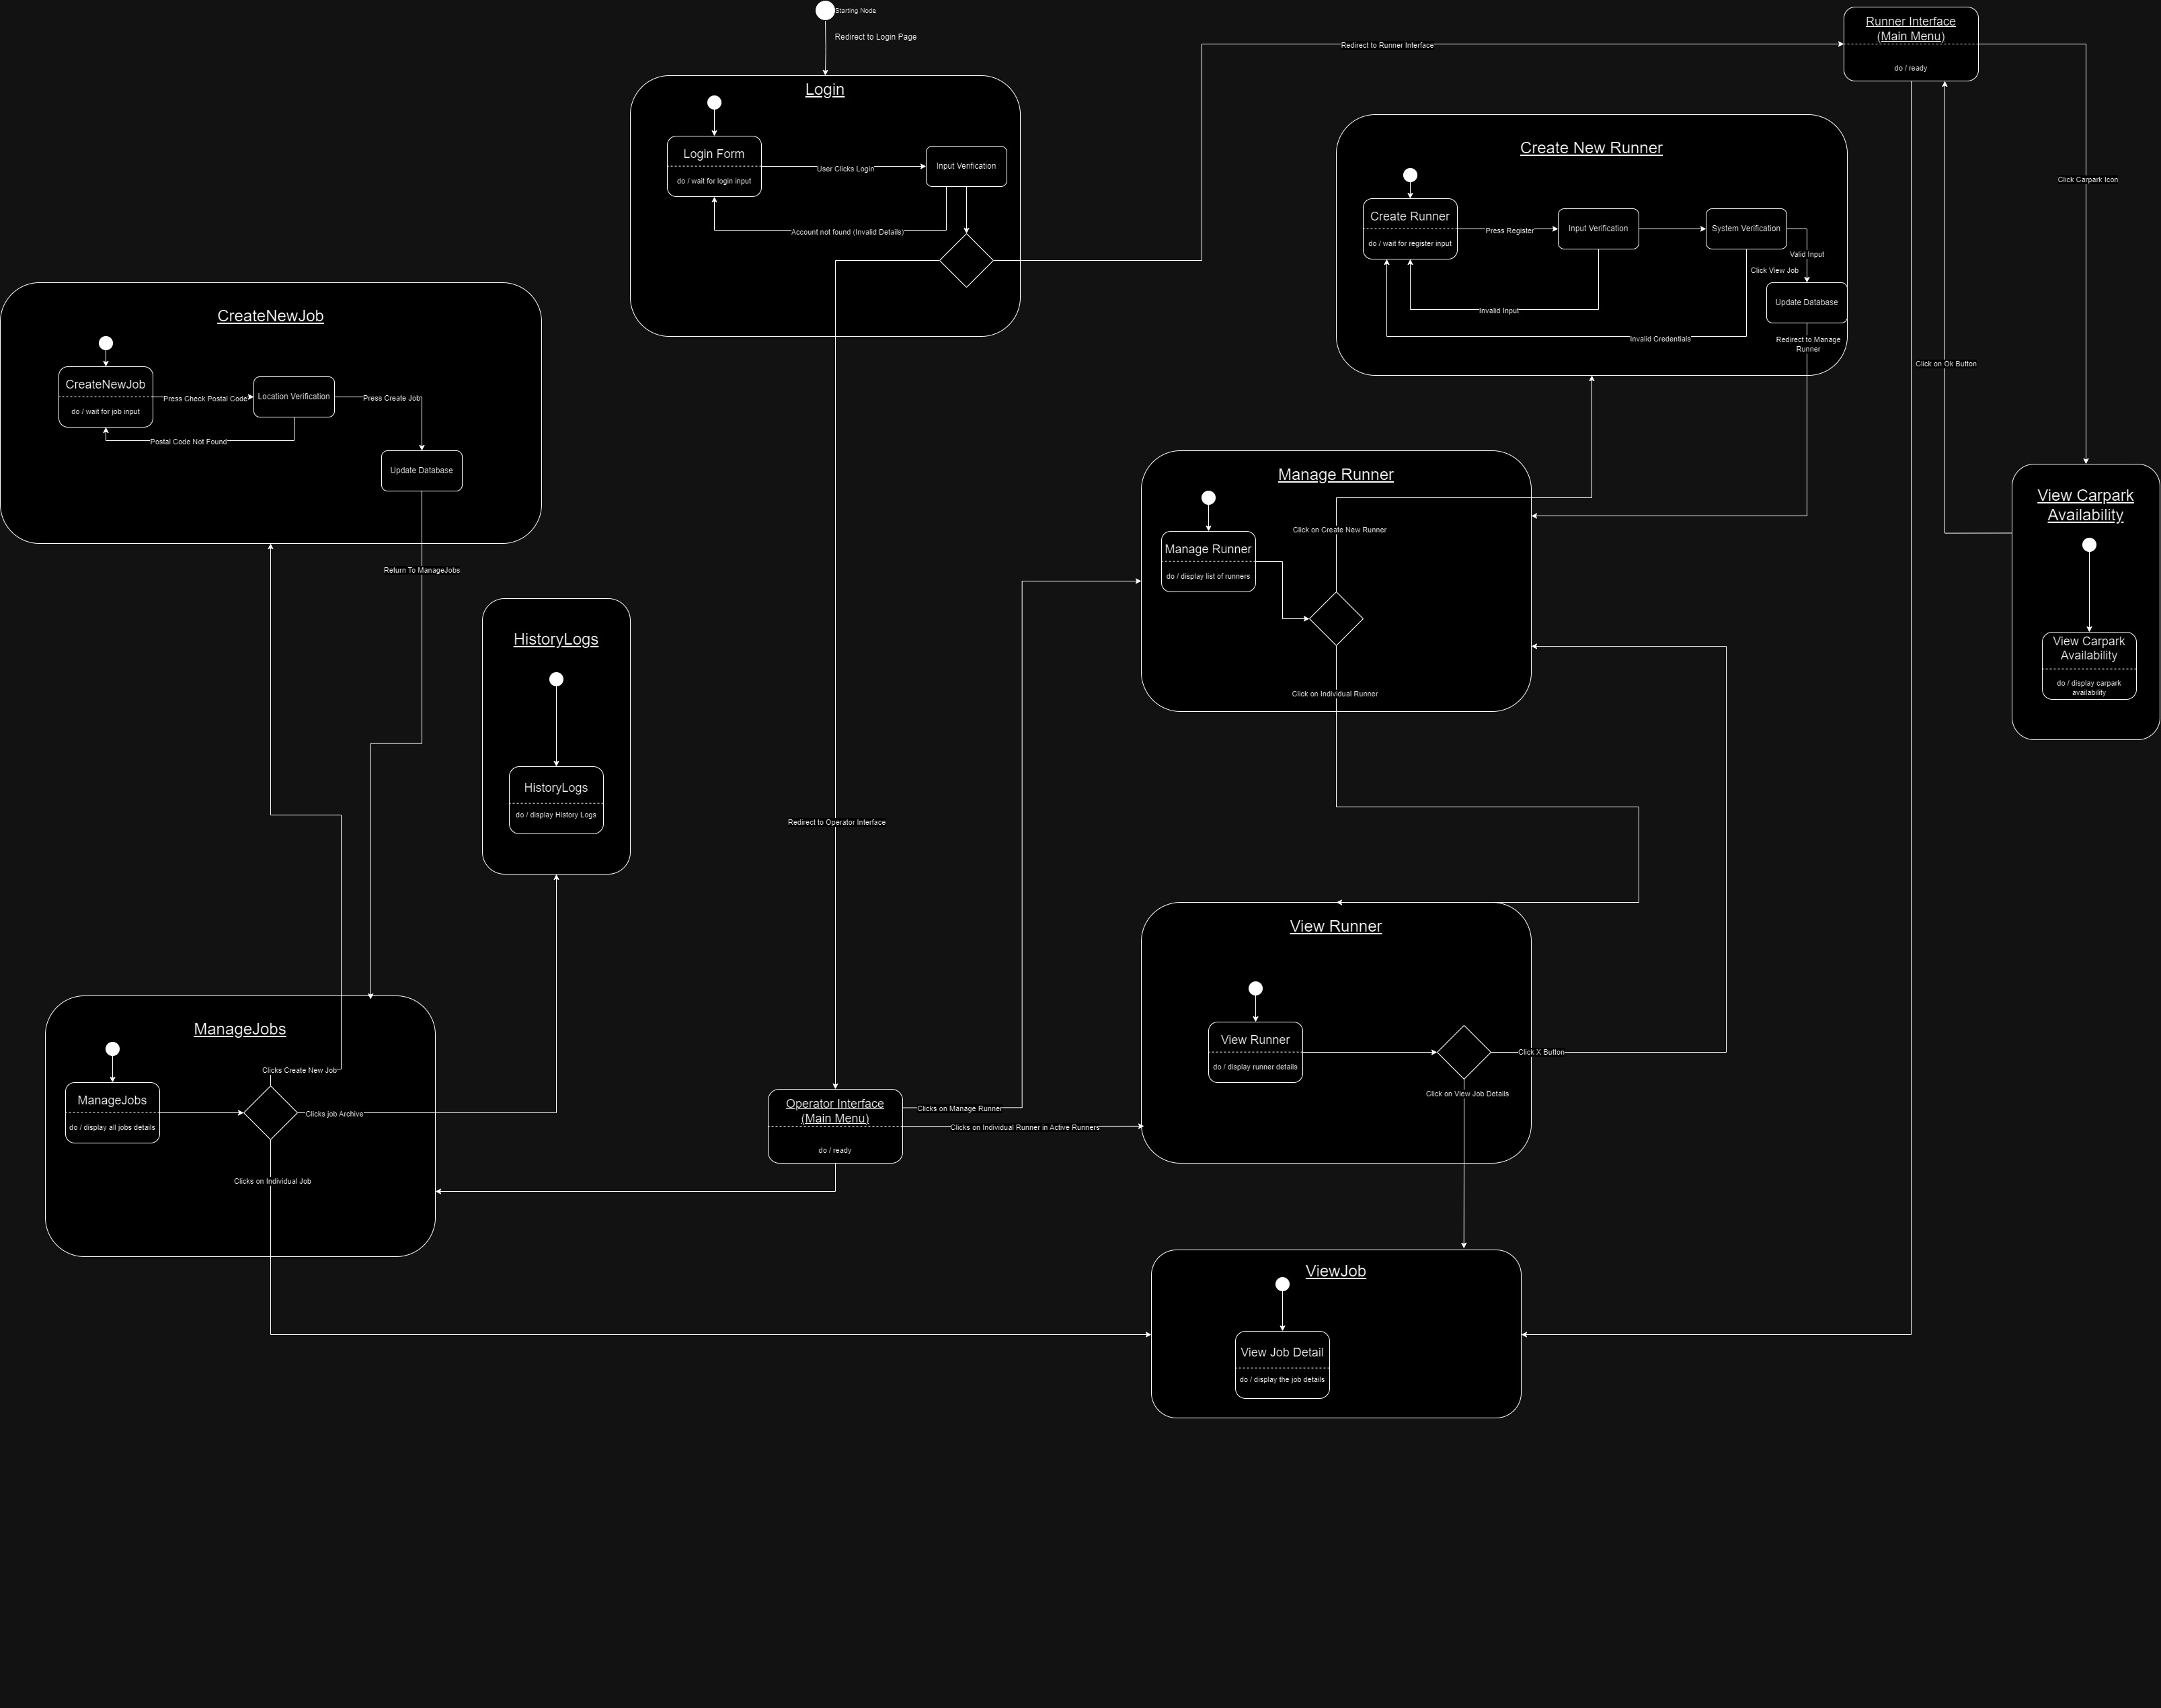 Starting Node
Redirect to Login Page
Runner Interface
(Main Menu)
do / ready
Redirect to Runner Interface
Login
Login Form
do / wait for login input
User Clicks Login
Input Verification
Account not found (Invalid Details)
Create New Runner
Create Runner
do / wait for register input
Press Register
Input Verification
System Verification
Valid Input
Click View Job
Update Database
Invalid Input
Invalid Credentials
Redirect to Manage
Runner
Click Carpark Icon
Click on Ok Button
CreateNewJob
CreateNewJob
do / wait for job input
Press Check Postal Code
Location Verification
Press Create Job
Postal Code Not Found
Update Database
Return To ManageJobs
Manage Runner
Manage Runner
do / display list of runners
Click on Create New Runner
Click on Individual Runner
View Carpark
Availability
View Carpark
Availability
do / display carpark
availability
HistoryLogs
HistoryLogs
do / display History Logs
Redirect to Operator Interface
View Runner
View Runner
do / display runner details
Click X Button
Click on View Job Details
ManageJobs
ManageJobs
do / display all jobs details
Clicks Create New Job
Clicks job Archive
Clicks on Individual Job
Operator Interface
(Main Menu)
do / ready
Clicks on Manage Runner
Clicks on Individual Runner in Active Runners
ViewJob
View Job Detail
do / display the job details